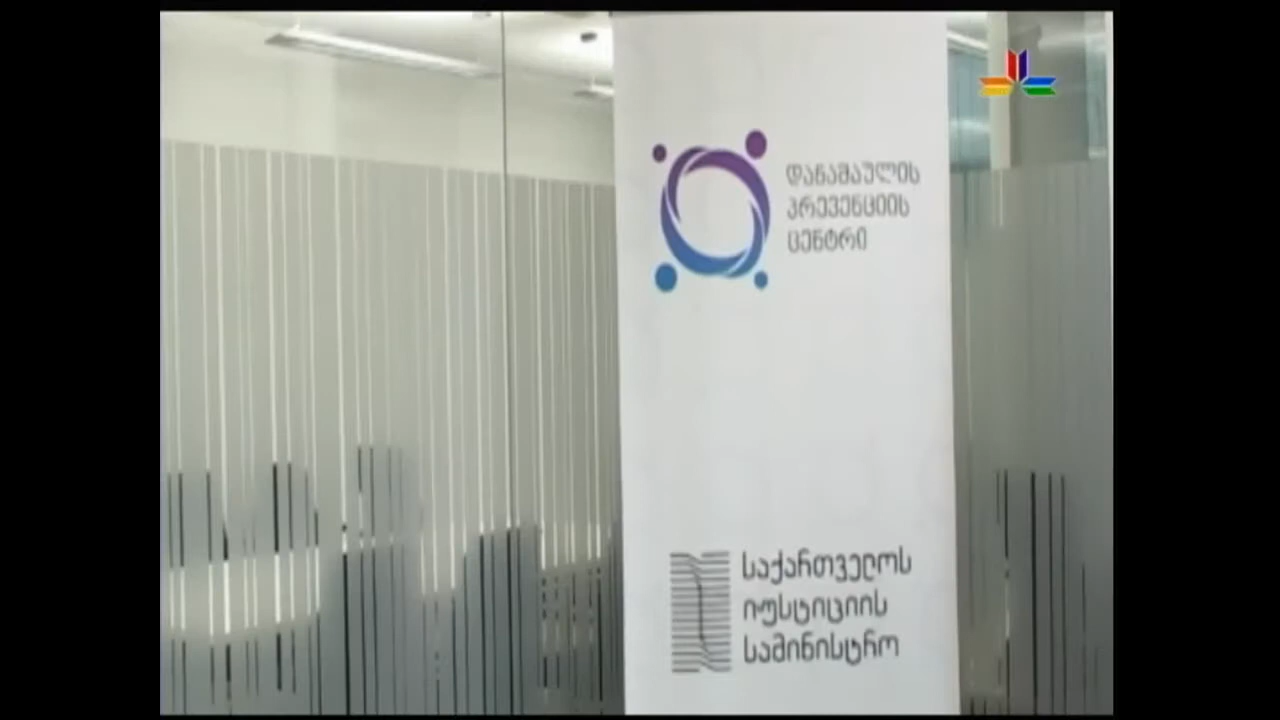 დანაშაულის
პრევენციის
ცენტრი
საქართველოს
იუსტიციის
სამინისტრო